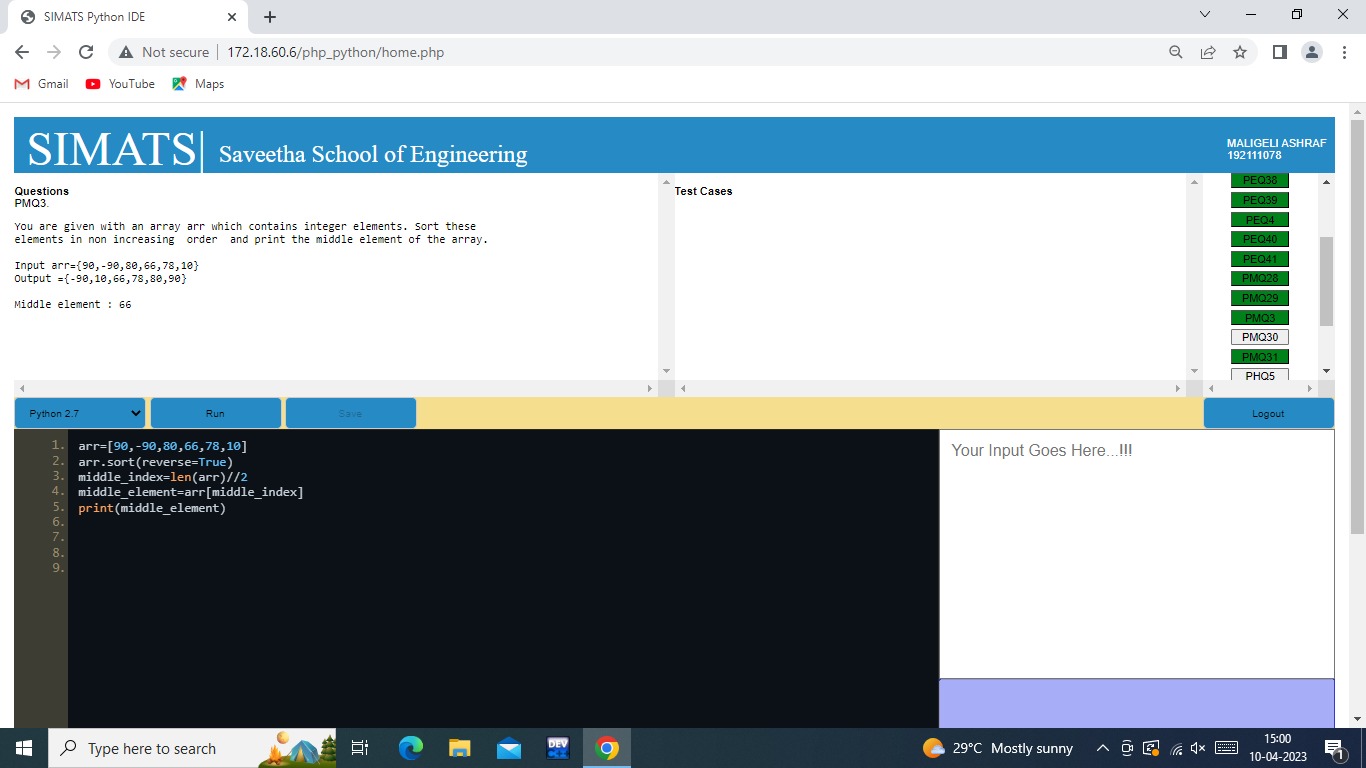 SIMATS Python IDE
Not secure
172.18.60.6/php_python/home.php
Gmail
YouTube
Maps
SIMATS
Saveetha School of Engineering
MALIGELI ASHRAF
192111078
Questions
PMQ3.
You are given with an array arr which contains integer elements. Sort these
elements in non increasing  order  and print the middle element of the array.
Input arr={90,-90,80,66,78,10}
Output ={-90,10,66,78,80,90}
Middle element : 66
Test Cases
PEQ38
PEQ39
PEQ4
PEQ40
PEQ41
PMQ28
PMQ29
PMQ3
PMQ30
PMQ31
PHQ5
Python 2.7
Run
Save
Logout
1. arr=[90,-90,80,66,78,10]
2. arr.sort(reverse=True)
3. middle_index=len(arr)//2
4. middle_element=arr[middle_index]
5. print(middle_element)
6.
7.
8.
9.
Your Input Goes Here...!!!
Type here to search
DEV
29°C Mostly sunny
15:00
10-04-2023
1